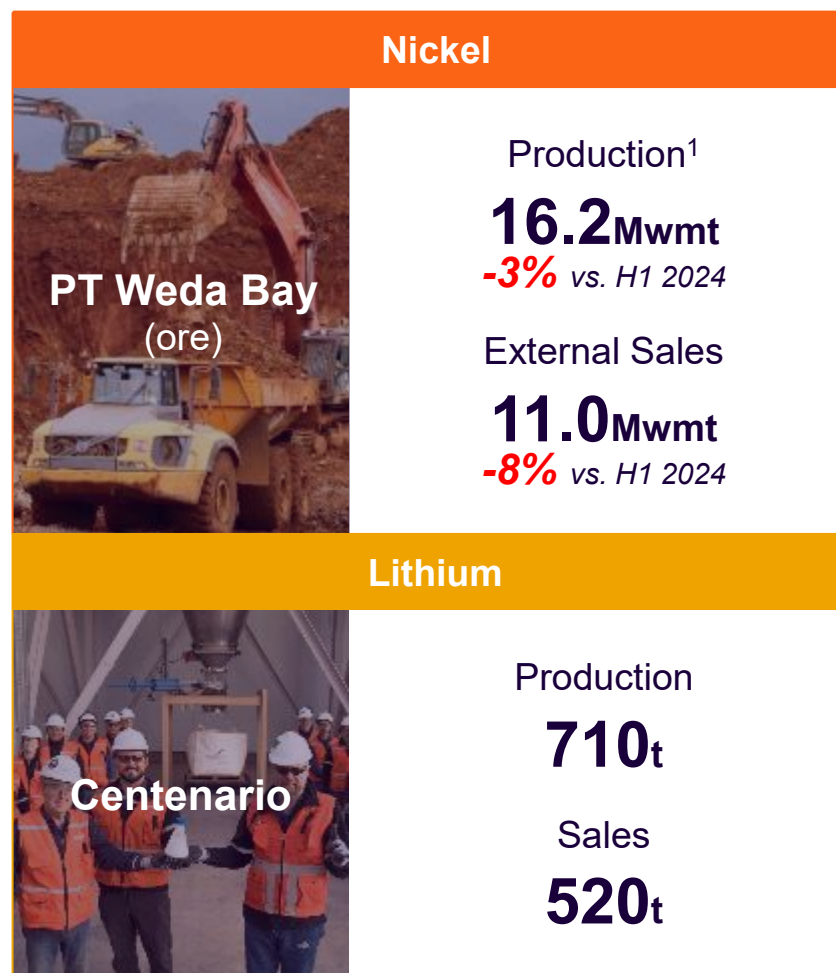 Nickel
PT Weda Bay
(ore)
Production¹
16.2Mwmt
-3% vs. H1 2024
External Sales
11.0Mwmt
-8% vs. H1 2024
Lithium
Centenario
Production
710t
Sales
520t